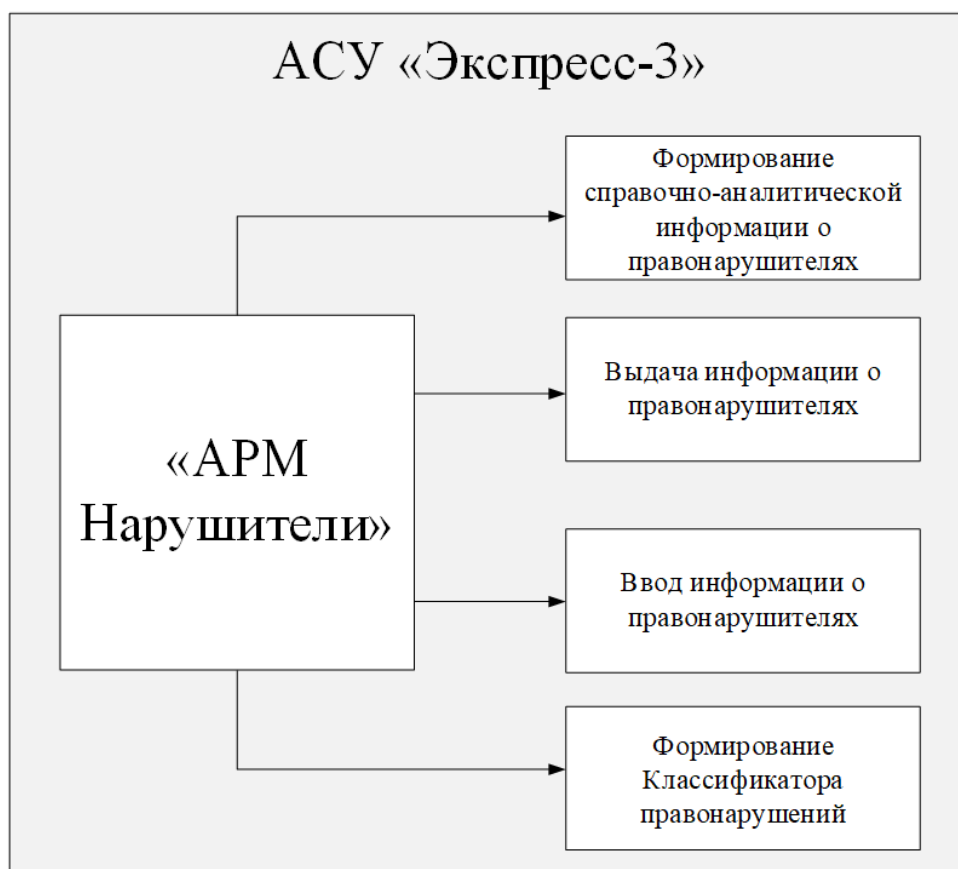 АСУ «Экспресс-3»
Формирование
справочно-аналитической
информации о
правонарушителях
Выдача информации о
правонарушителях
«АРМ
Нарушители»
Ввод информации о
правонарушителях
Формирование
Классификатора
правонарушений